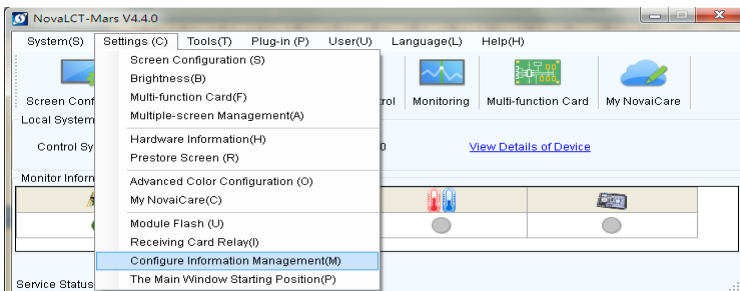 NovaLCT-Mars V4.4.0
System(S) Settings (C) Tools(T) Plug-in (P) User(U) Language(L) Help(H)
Screen Configuration (S)
Brightness(B)
Multi-function Card(F)
Multiple-screen Management(A)
Hardware Information(H)
Prestore Screen (R)
Advanced Color Configuration (O)
My NovaiCare(C)
Module Flash (U)
Receiving Card Relay(I)
Configure Information Management(M)
The Main Window Starting Position(P)
Screen Conf rol Monitoring Multi-function Card My NovaiCare
Local System
Control Sy 0 View Details of Device
Monitor Inform
Service Status